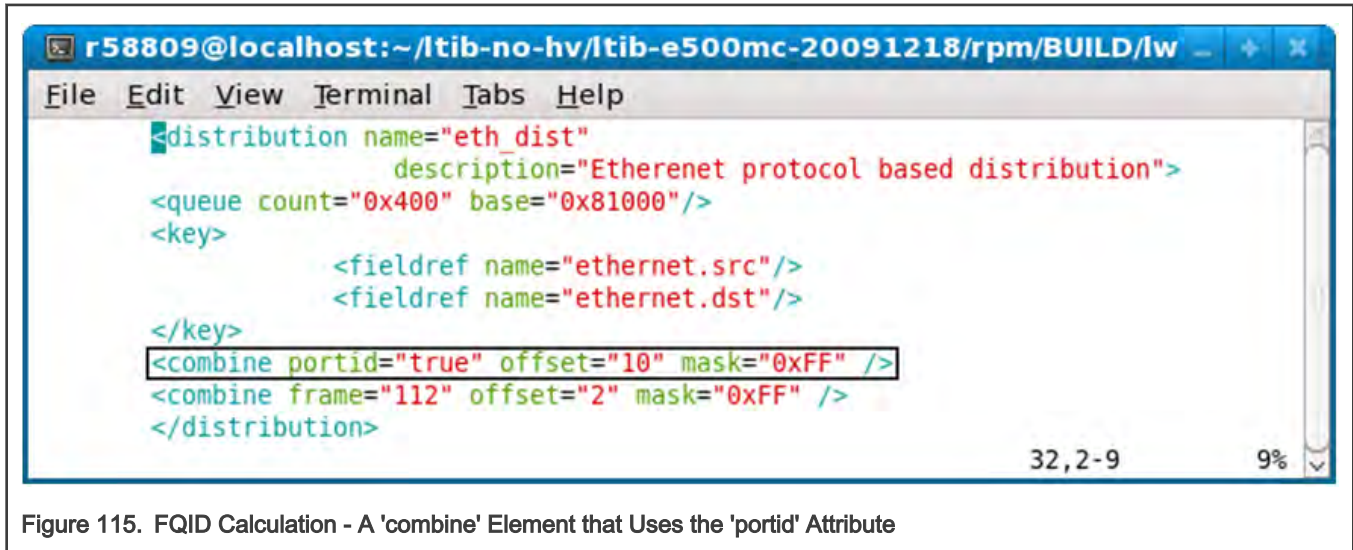 r58809@localhost:~/ltib-no-hv/ltib-e500mc-20091218/rpm/BUILD/lw
File Edit View Terminal Tabs Help
<distribution name="eth_dist"
description="Etherenet protocol based distribution">
<queue count="0x400" base="0x81000"/>
<key>
<fieldref name="ethernet.src"/>
<fieldref name="ethernet.dst"/>
</key>
<combine portid="true" offset="10" mask="0xFF" />
<combine frame="112" offset="2" mask="0xFF" />
</distribution>
32,2-9 9%
Figure 115. FQID Calculation - A 'combine' Element that Uses the 'portid' Attribute